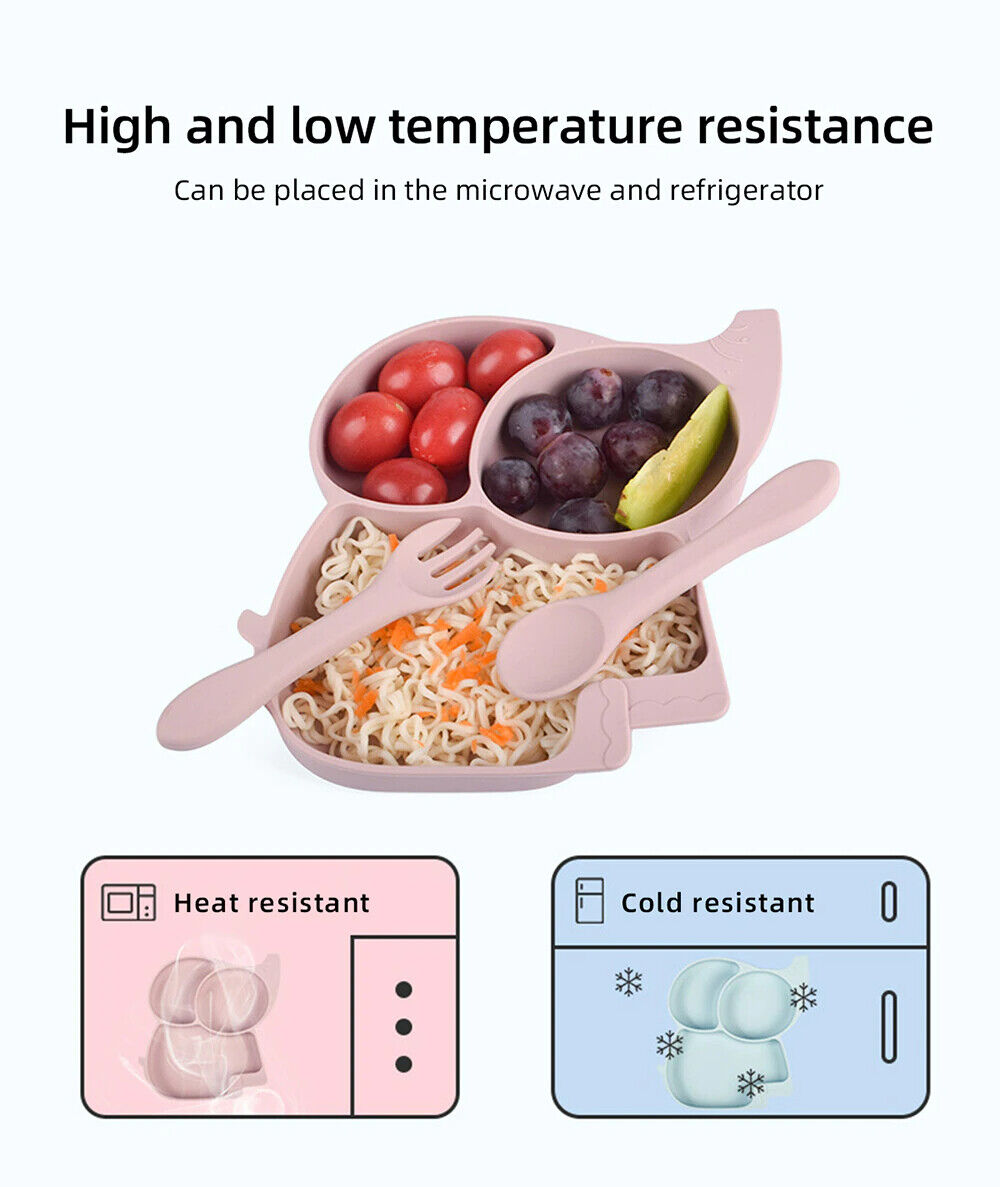 High and low temperature resistance
Can be placed in the microwave and refrigerator
Heat resistant
Cold resistant